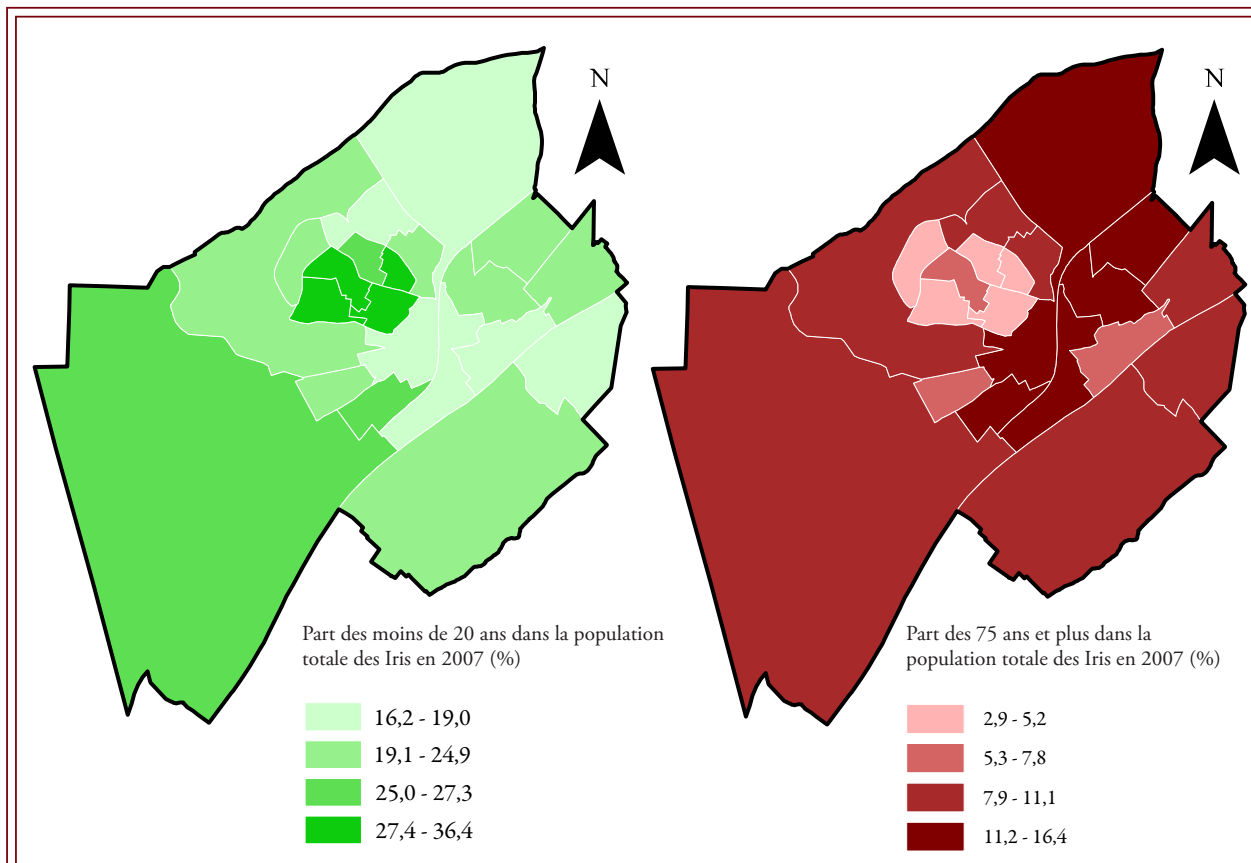 N
N
Part des moins de 20 ans dans la population
totale des Iris en 2007 (%)
16,2 - 19,0
19,1 - 24,9
25,0 - 27,3
27,4 - 36,4
Part des 75 ans et plus dans la
population totale des Iris en 2007 (%)
2,9 - 5,2
5,3 - 7,8
7,9 - 11,1
11,2 - 16,4